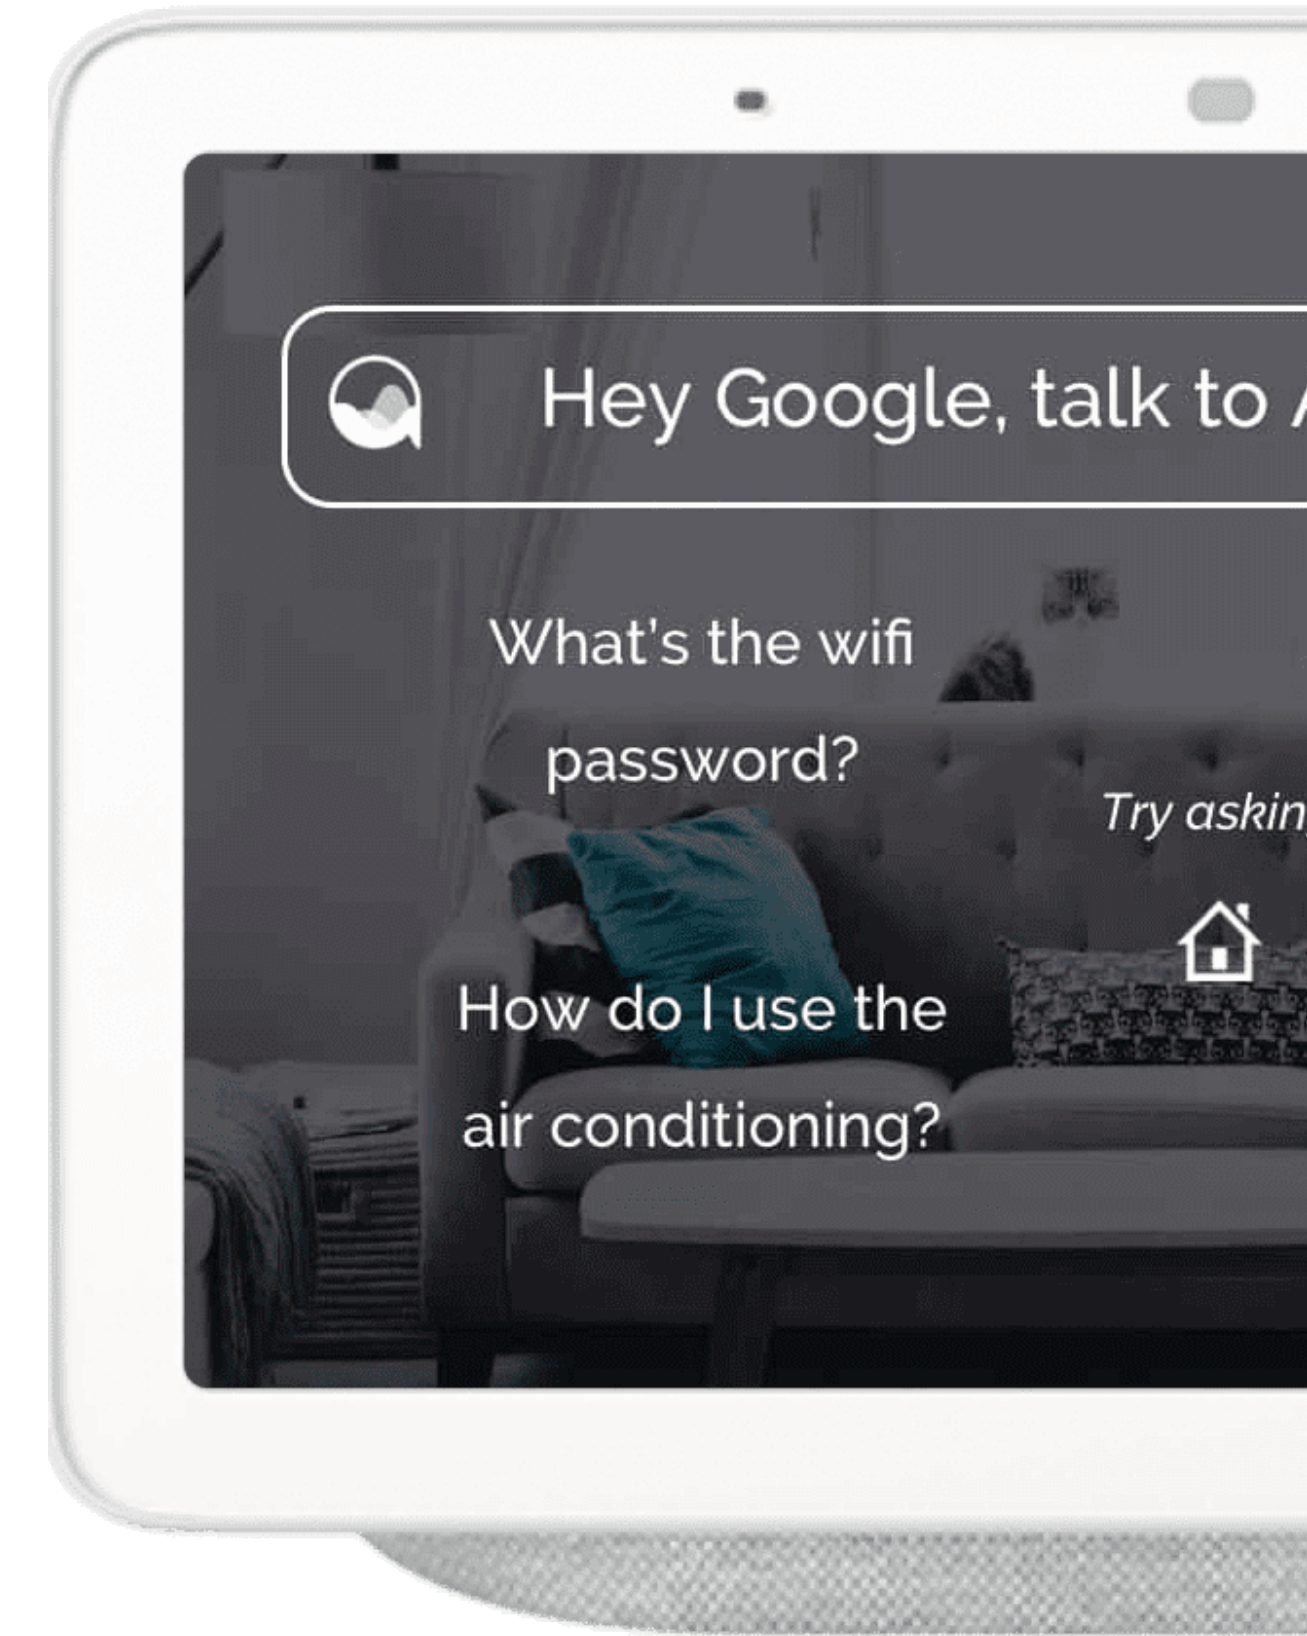 Hey Google, talk to
What's the wifi
password?
Try askin
How do I use the
air conditioning?